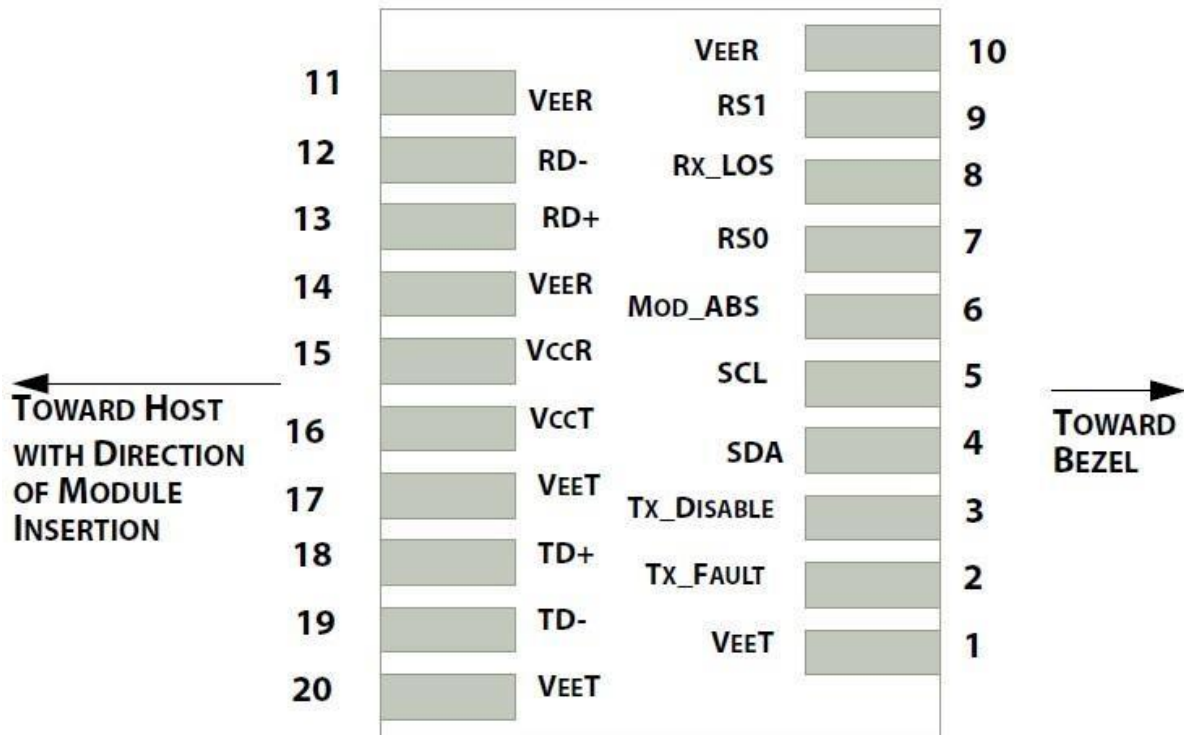 VEER 10
11 VEER
RS1 9
12 RD-
RX_LOS 8
13 RD+
RS0 7
14 VEER
MOD_ABS 6
15 VCCR
SCL 5
TOWARD HOST
WITH DIRECTION
OF MODULE
INSERTION
16 VCCT
TOWARD
BEZEL
SDA 4
17 VEET
TX_DISABLE 3
18 TD+
TX_FAULT 2
19 TD-
VEET 1
20 VEET